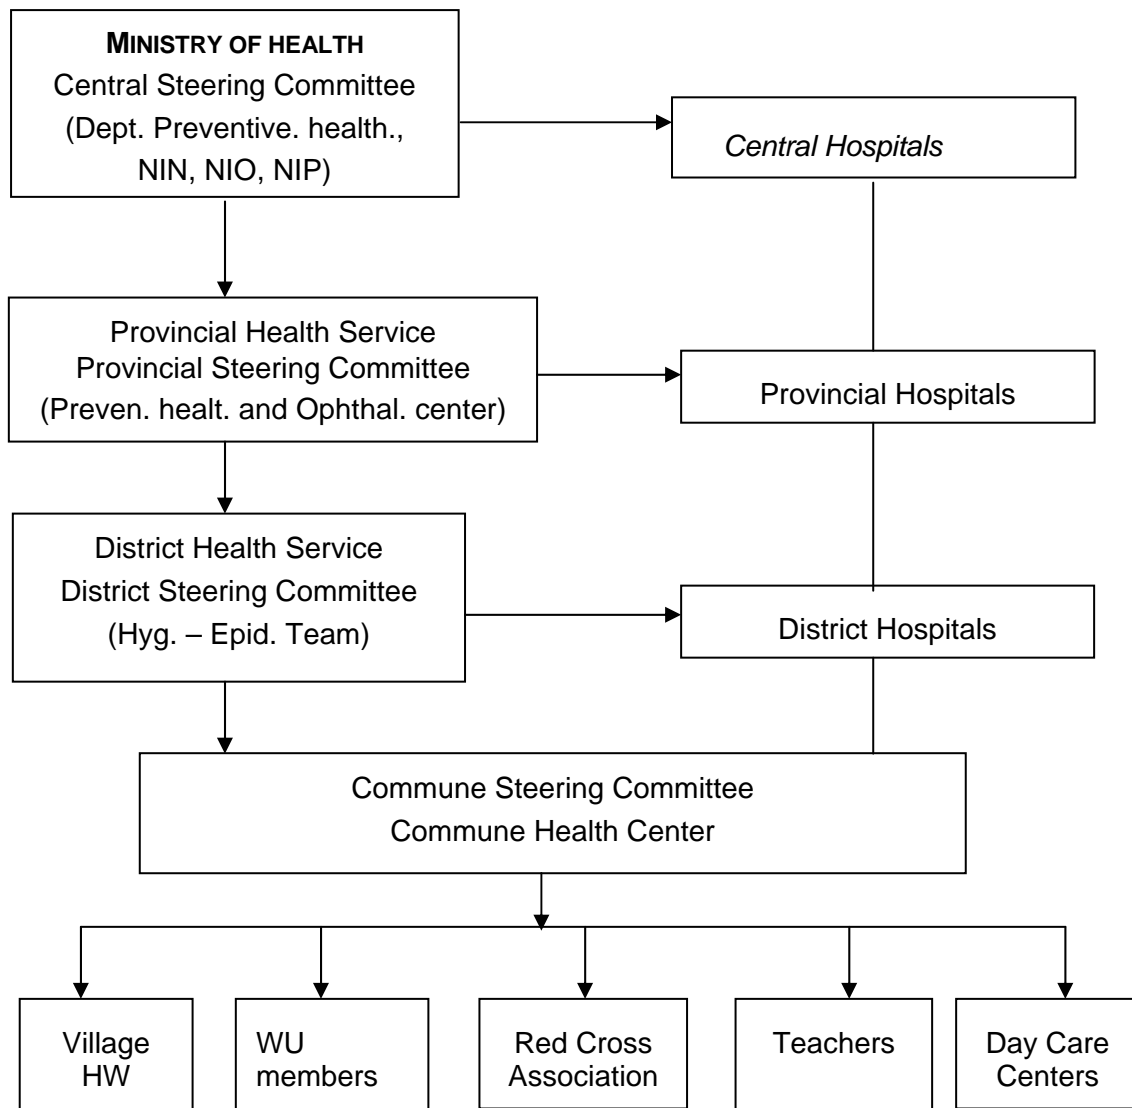 MINISTRY OF HEALTH
Central Steering Committee
(Dept. Preventive. health.,
NIN, NIO, NIP)
Central Hospitals
Provincial Health Service
Provincial Steering Committee
(Preven. healt. and Ophthal. center)
Provincial Hospitals
District Health Service
District Steering Committee
(Hyg. – Epid. Team)
District Hospitals
Commune Steering Committee
Commune Health Center
Village
HW
WU
members
Red Cross
Association
Teachers
Day Care
Centers